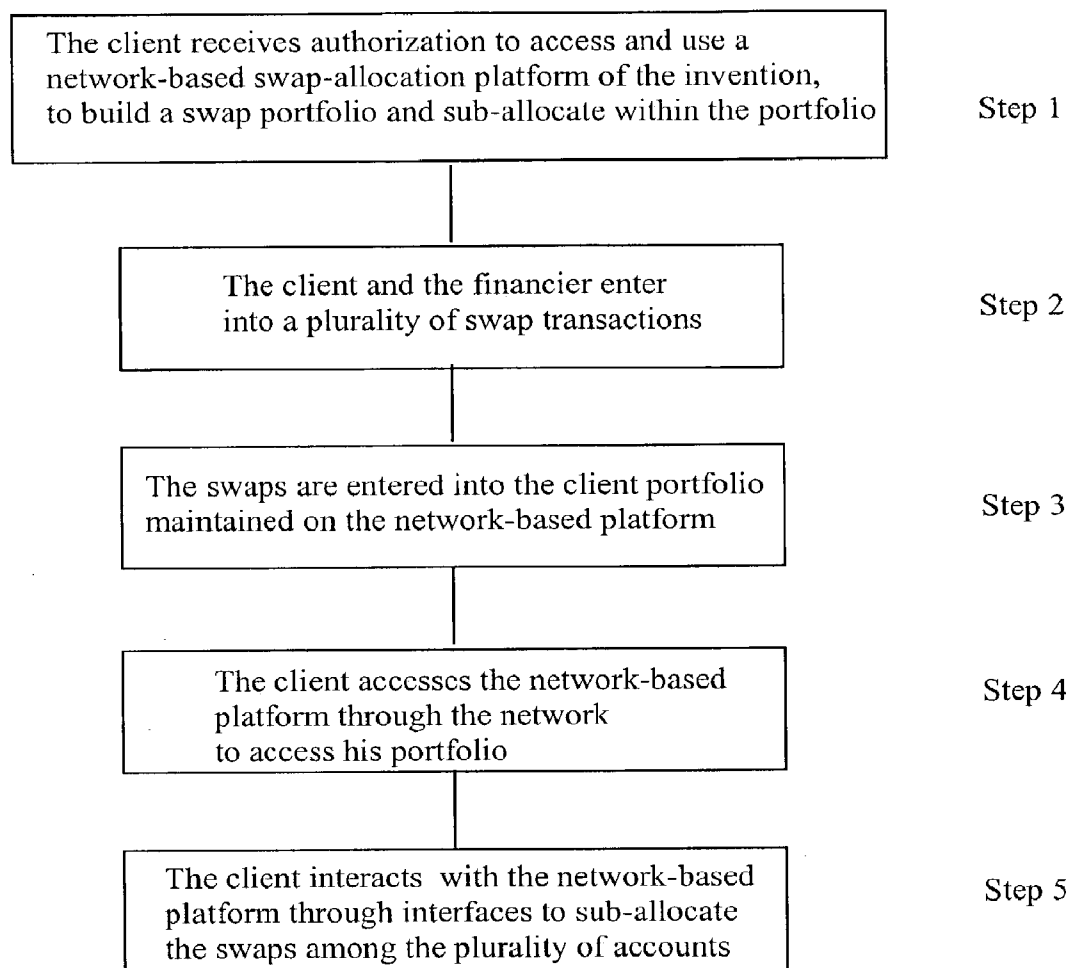 The client receives authorization to access and use a
network-based swap-allocation platform of the invention,
to build a swap portfolio and sub-allocate within the portfolio
Step 1
The client and the financier enter
into a plurality of swap transactions
Step 2
The swaps are entered into the client portfolio
maintained on the network-based platform
Step 3
The client accesses the network-based
platform through the network
to access his portfolio
Step 4
The client interacts with the network-based
platform through interfaces to sub-allocate
the swaps among the plurality of accounts
Step 5